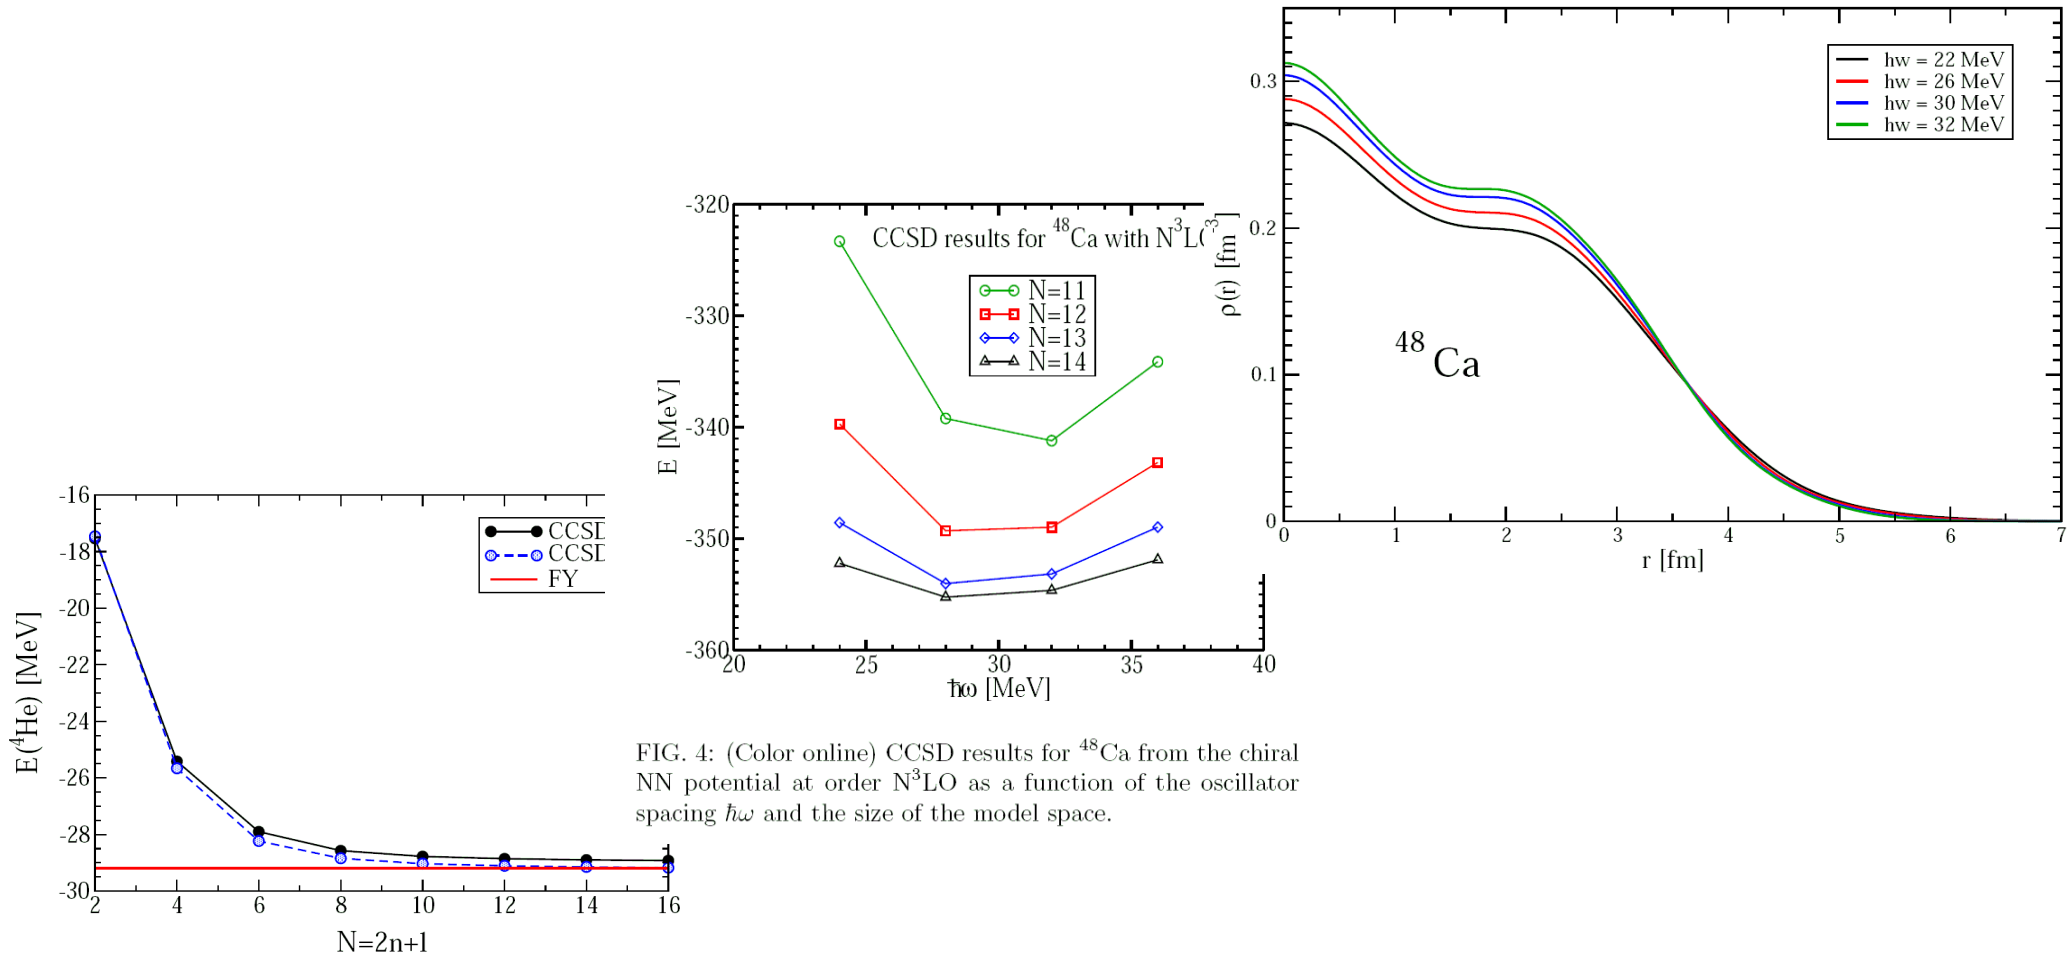 -16
-18
-20
-22
-24
-26
-28
-30
E(⁴He) [MeV]
CCSD
CCSD
FY
2 4 6 8 10 12 14 16
N=2n+1
-320
-330
-340
-350
-360
E [MeV]
CCSD results for ⁴⁸Ca with N³L
N=11
N=12
N=13
N=14
20 25 30 35 40
ħω [MeV]
FIG. 4: (Color online) CCSD results for ⁴⁸Ca from the chiral
NN potential at order N³LO as a function of the oscillator
spacing ħω and the size of the model space.
0.3
0.2
0.1
0
ρ(r) [fm⁻³]
hw = 22 MeV
hw = 26 MeV
hw = 30 MeV
hw = 32 MeV
⁴⁸Ca
0 1 2 3 4 5 6 7
r [fm]